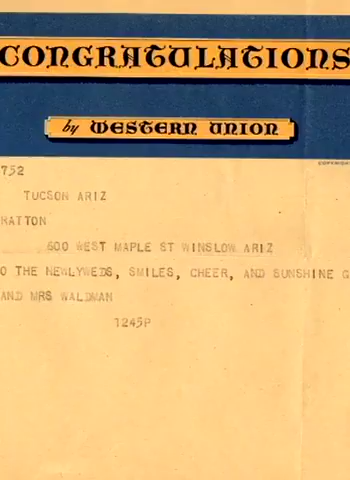 CONGRATULATIONS
by WESTERN UNION
752
TUCSON ARIZ
RATTON
600 WEST MAPLE ST WINSLOW ARIZ
O THE NEWLYWEDS, SMILES, CHEER, AND SUNSHINE G
AND MRS WALDMAN
1245P